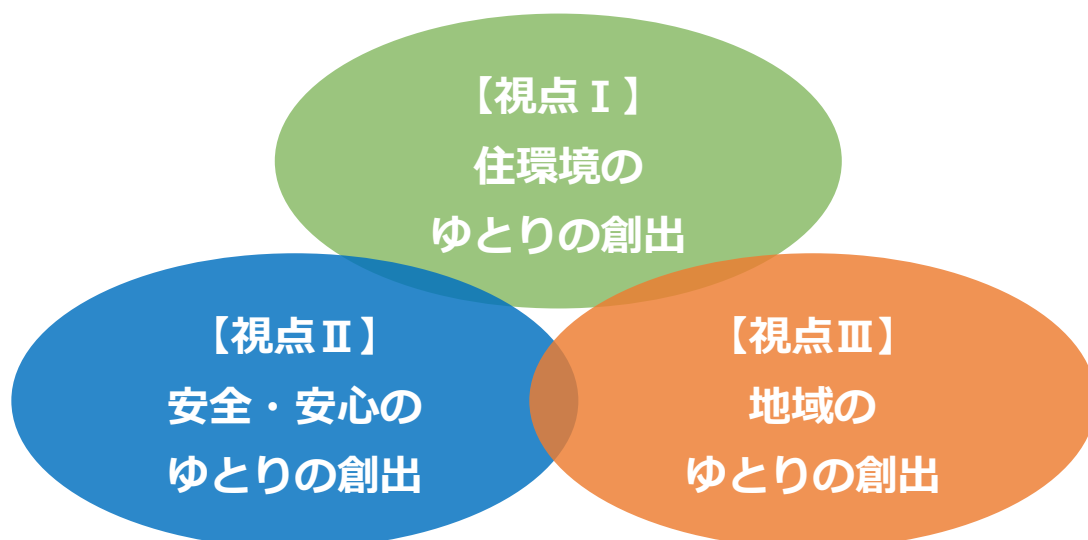 【視点Ⅰ】
住環境の
ゆとりの創出
【視点Ⅱ】
安全・安心の
ゆとりの創出
【視点Ⅲ】
地域の
ゆとりの創出